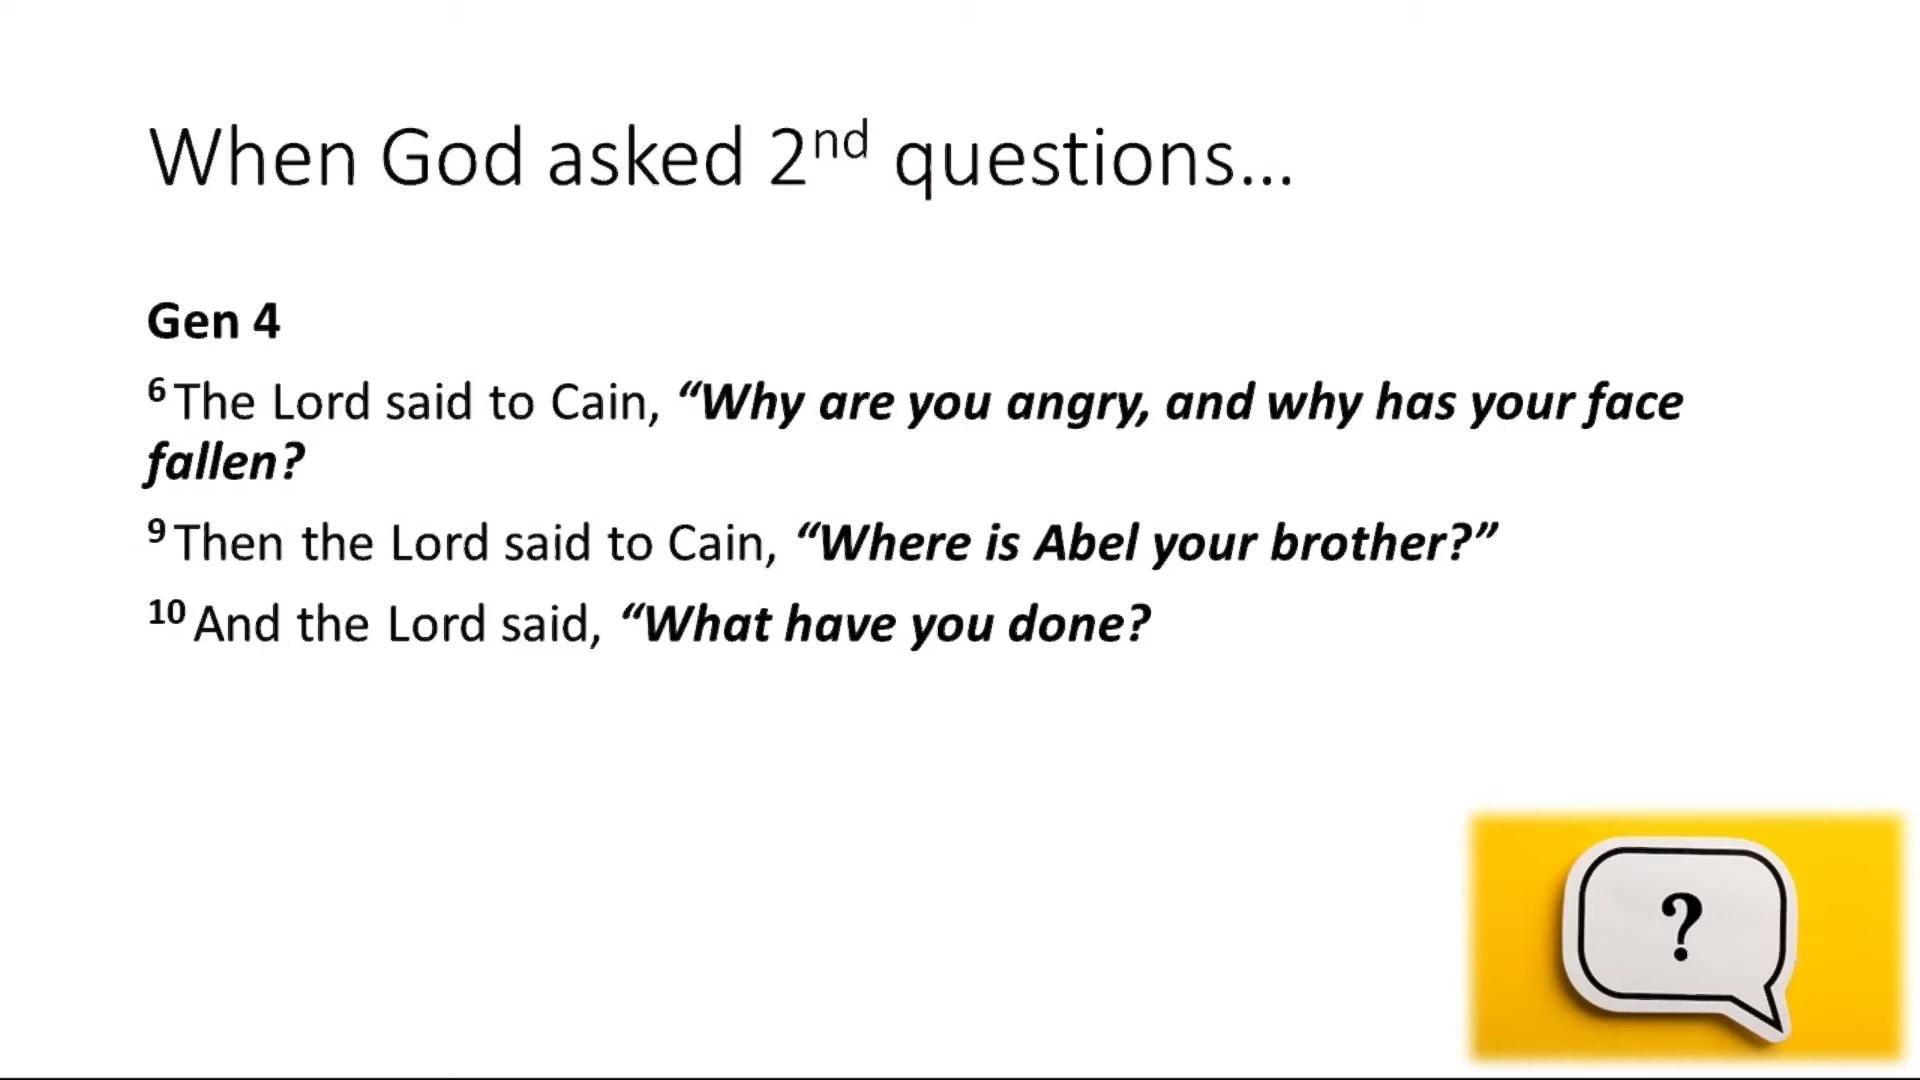 When God asked 2nd questions...
Gen 4
6 The Lord said to Cain, “Why are you angry, and why has your face
fallen?
9 Then the Lord said to Cain, “Where is Abel your brother?”
10 And the Lord said, “What have you done?
?